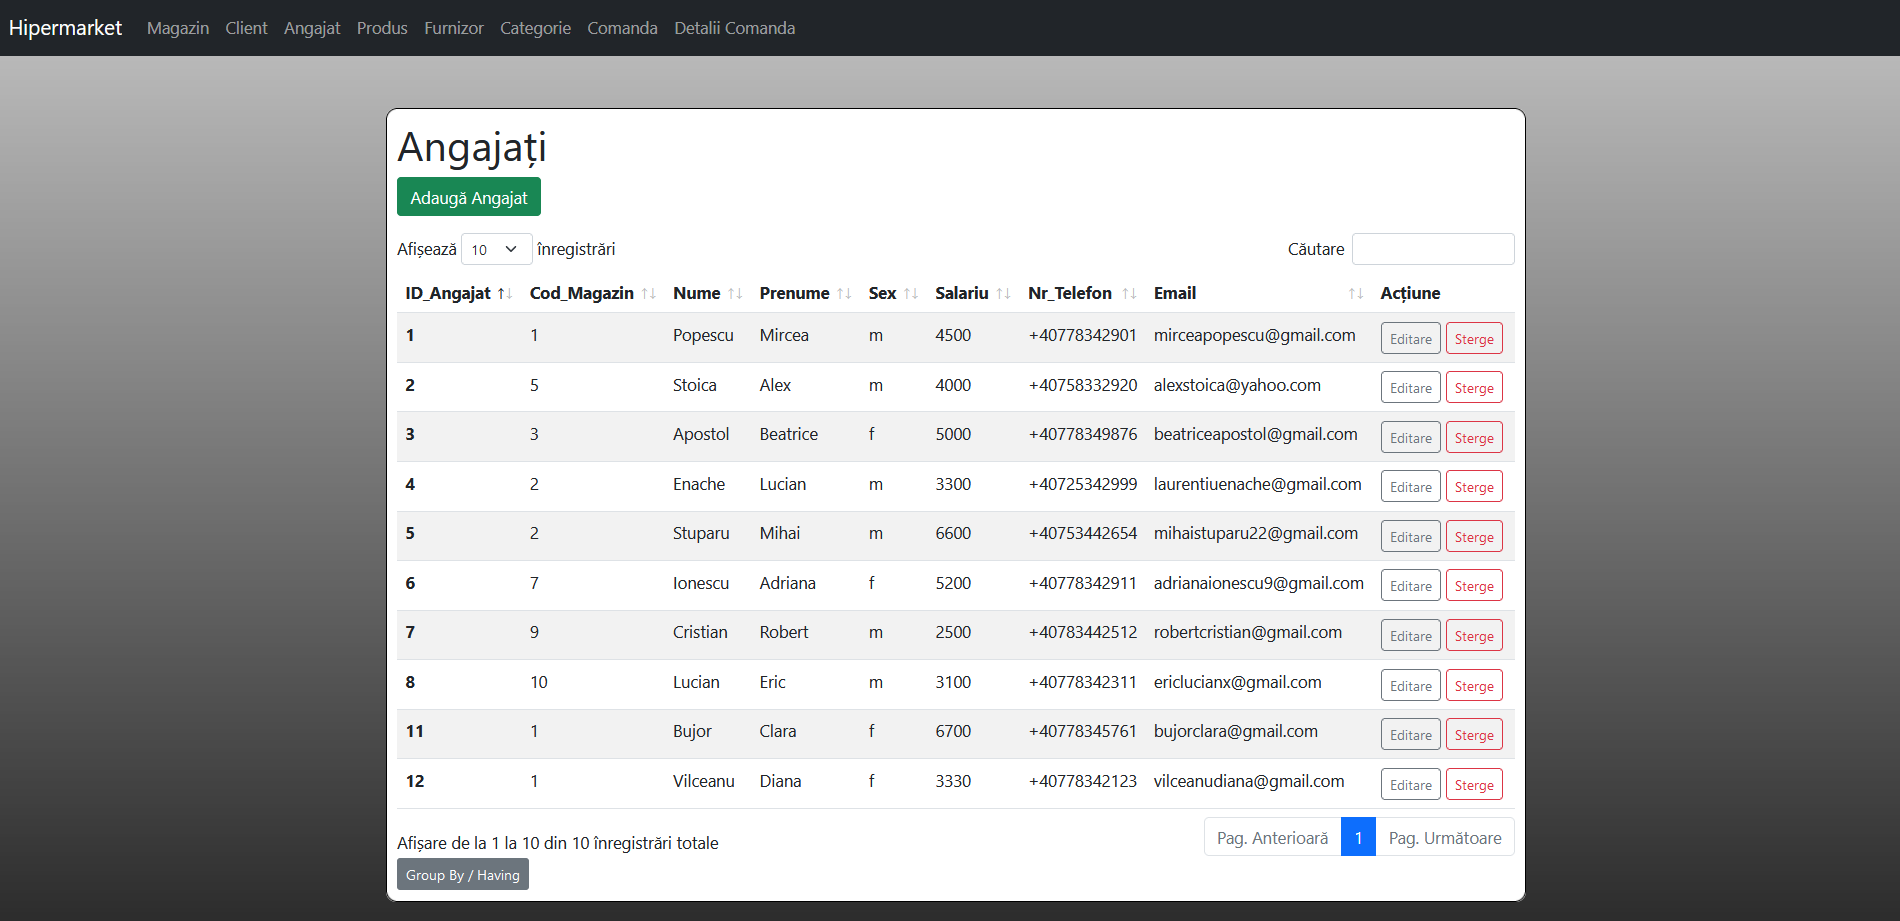 Hipermarket Magazin Client Angajat Produs Furnizor Categorie Comanda Detalii Comanda
Angajați
Adaugă Angajat
Afișează 10 înregistrări Căutare
ID_Angajat Cod_Magazin Nume Prenume Sex Salariu Nr_Telefon Email Acțiune
1 1 Popescu Mircea m 4500 +40778342901 mirceapopescu@gmail.com Editare Sterge
2 5 Stoica Alex m 4000 +40758332920 alexstoica@yahoo.com Editare Sterge
3 3 Apostol Beatrice f 5000 +40778349876 beatriceapostol@gmail.com Editare Sterge
4 2 Enache Lucian m 3300 +40725342999 laurentiuenache@gmail.com Editare Sterge
5 2 Stuparu Mihai m 6600 +40753442654 mihaistuparu22@gmail.com Editare Sterge
6 7 Ionescu Adriana f 5200 +40778342911 adrianaionescu9@gmail.com Editare Sterge
7 9 Cristian Robert m 2500 +40783442512 robertcristian@gmail.com Editare Sterge
8 10 Lucian Eric m 3100 +40778342311 ericlucianx@gmail.com Editare Sterge
11 1 Bujor Clara f 6700 +40778345761 bujorclara@gmail.com Editare Sterge
12 1 Vilceanu Diana f 3330 +40778342123 vilceanudiana@gmail.com Editare Sterge
Afișare de la 1 la 10 din 10 înregistrări totale Pag. Anterioară 1 Pag. Următoare
Group By / Having